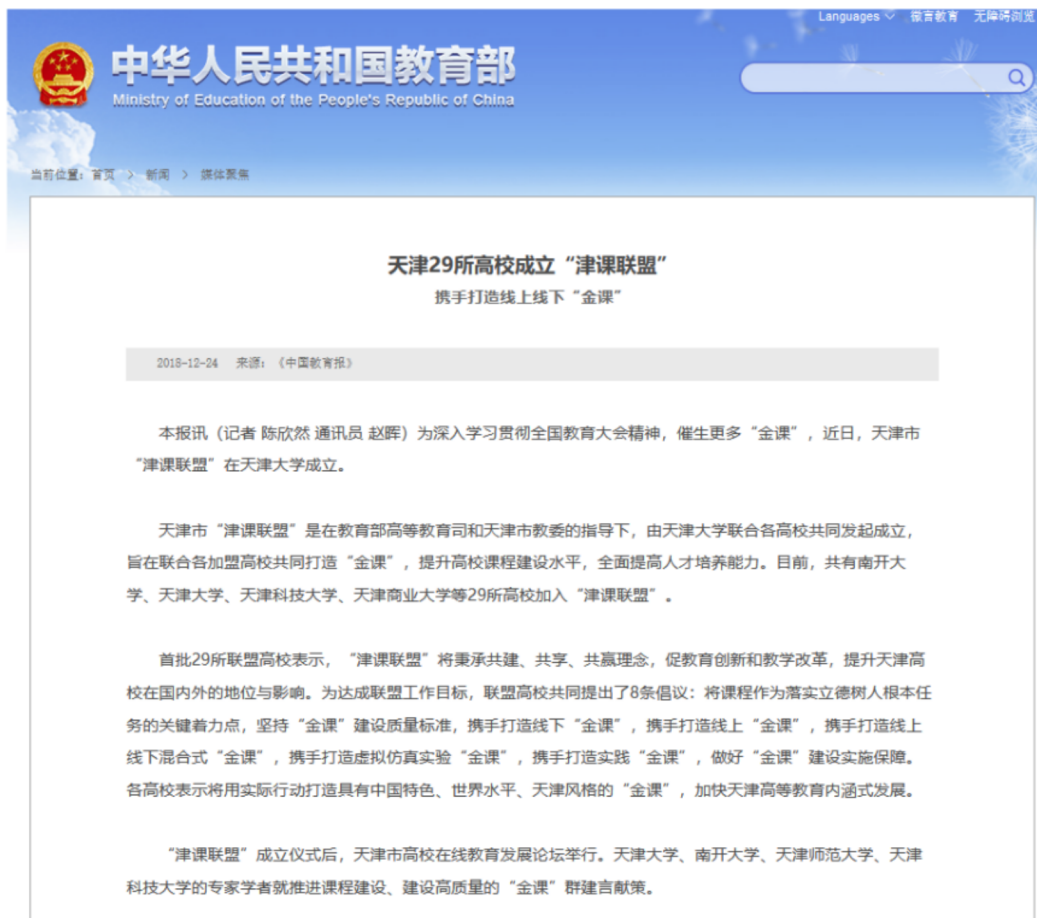 Languages 微言教育 无障碍浏览
中华人民共和国教育部
Ministry of Education of the People's Republic of China
当前位置：首页 > 新闻 > 媒体聚焦
天津29所高校成立“津课联盟”
携手打造线上线下“金课”
2018-12-24 来源：《中国教育报》
本报讯（记者 陈欣然 通讯员 赵晖）为深入学习贯彻全国教育大会精神，催生更多“金课”，近日，天津市
“津课联盟”在天津大学成立。
天津市“津课联盟”是在教育部高等教育司和天津市教委的指导下，由天津大学联合各高校共同发起成立，
旨在联合各加盟高校共同打造“金课”，提升高校课程建设水平，全面提高人才培养能力。目前，共有南开大
学、天津大学、天津科技大学、天津商业大学等29所高校加入“津课联盟”。
首批29所联盟高校表示，“津课联盟”将秉承共建、共享、共赢理念，促教育创新和教学改革，提升天津高
校在国内外的地位与影响。为达成联盟工作目标，联盟高校共同提出了8条倡议：将课程作为落实立德树人根本任
务的关键着力点，坚持“金课”建设质量标准，携手打造线下“金课”，携手打造线上“金课”，携手打造线上
线下混合式“金课”，携手打造虚拟仿真实验“金课”，携手打造实践“金课”，做好“金课”建设实施保障。
各高校表示将用实际行动打造具有中国特色、世界水平、天津风格的“金课”，加快天津高等教育内涵式发展。
“津课联盟”成立仪式后，天津市高校在线教育发展论坛举行。天津大学、南开大学、天津师范大学、天津
科技大学的专家学者就推进课程建设、建设高质量的“金课”群建言献策。